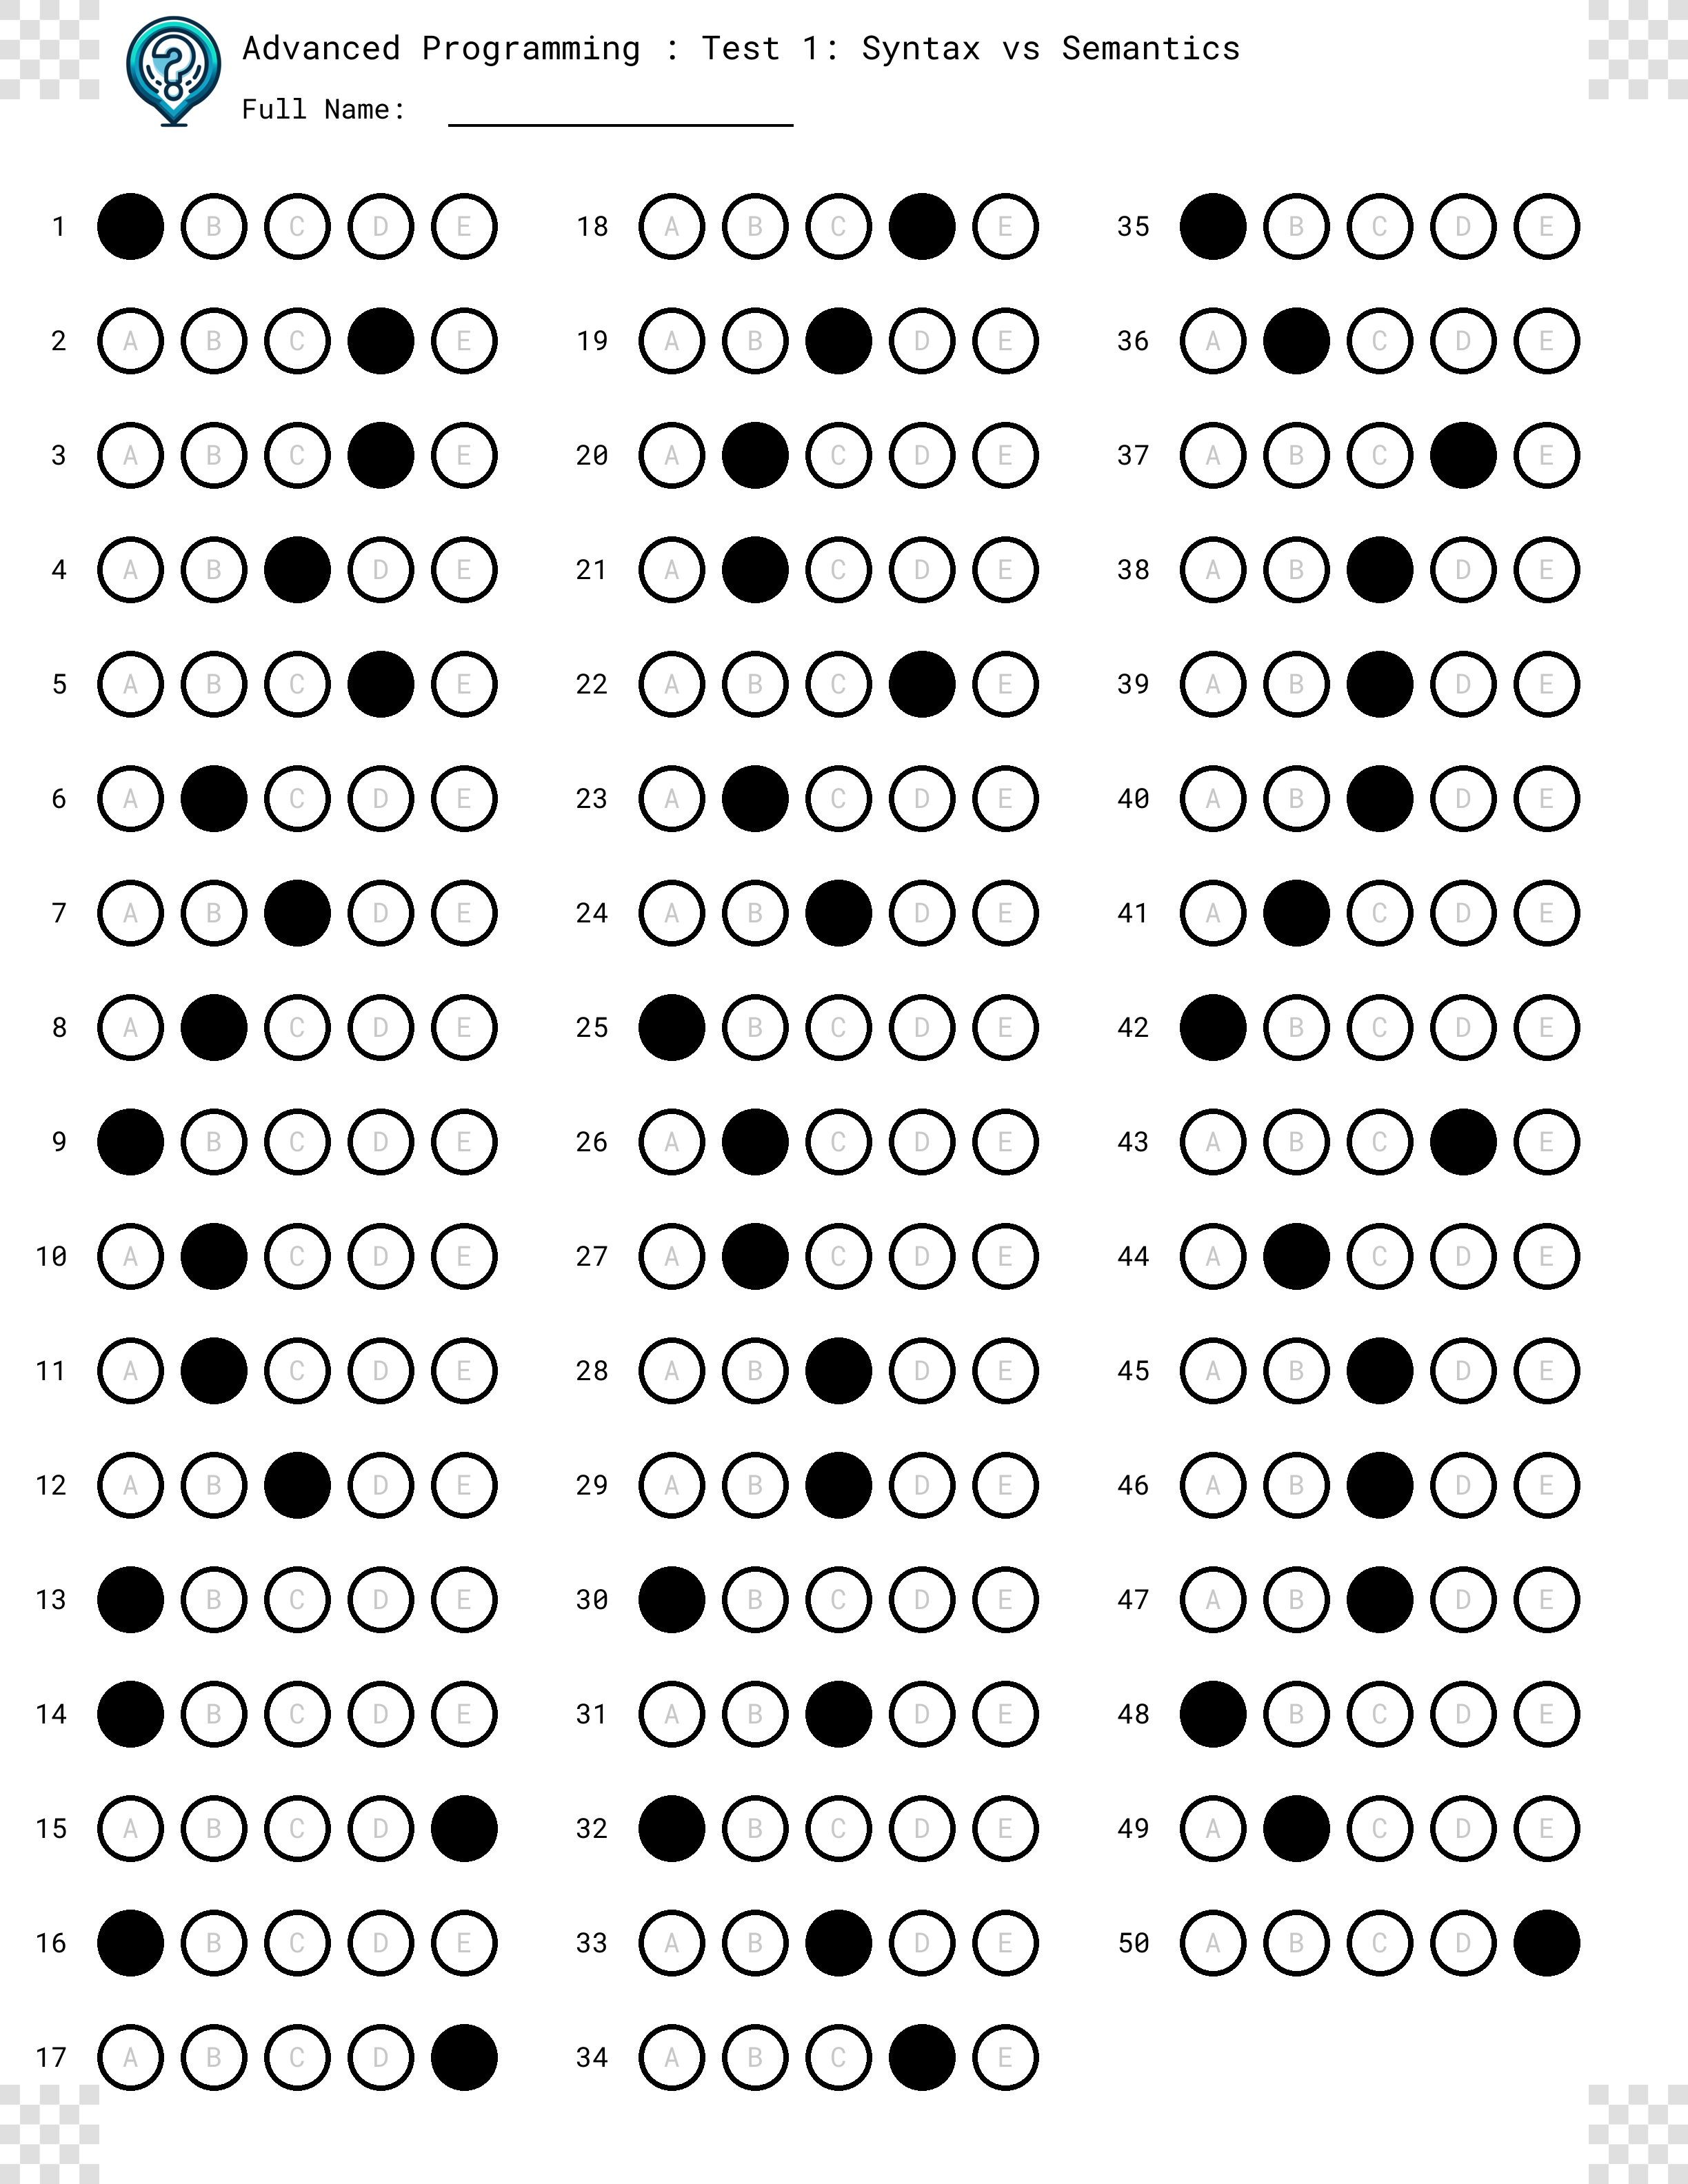 Advanced Programming : Test 1: Syntax vs Semantics
Full Name:
1 B C D E 18 A B C E 35 B C D E
2 A B C E 19 A B D E 36 A C D E
3 A B C E 20 A C D E 37 A B C E
4 A B D E 21 A C D E 38 A B D E
5 A B C E 22 A B C E 39 A B D E
6 A C D E 23 A C D E 40 A B D E
7 A B D E 24 A B D E 41 A C D E
8 A C D E 25 B C D E 42 B C D E
9 B C D E 26 A C D E 43 A B C E
10 A C D E 27 A C D E 44 A C D E
11 A C D E 28 A B D E 45 A B D E
12 A B D E 29 A B D E 46 A B D E
13 B C D E 30 B C D E 47 A B D E
14 B C D E 31 A B D E 48 B C D E
15 A B C D 32 B C D E 49 A C D E
16 B C D E 33 A B D E 50 A B C D
17 A B C D 34 A B C E